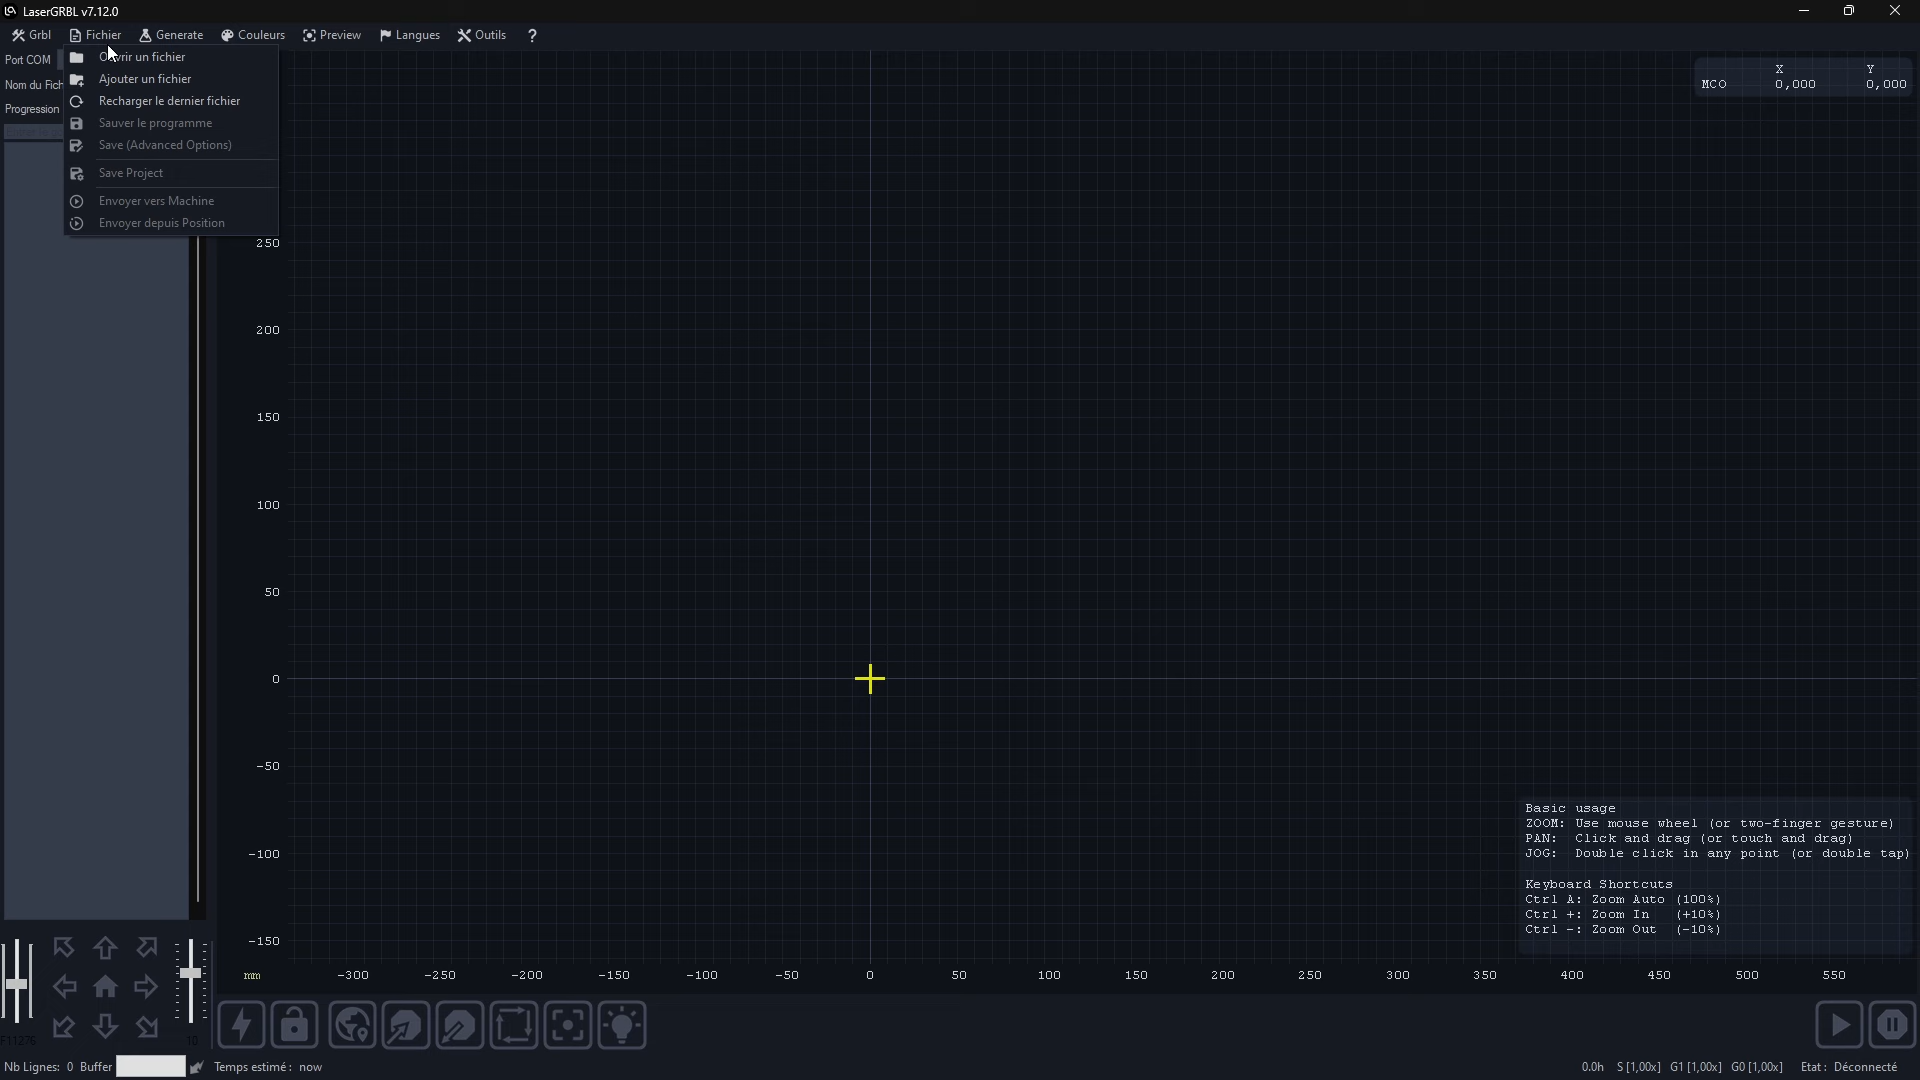 LaserGRBL v7.12.0
Grbl Fichier Generate Couleurs Preview Langues Outils ?
Port COM
Nom du Fich
Progression
Ouvrir un fichier
Ajouter un fichier
Recharger le dernier fichier
Sauver le programme
Save (Advanced Options)
Save Project
Envoyer vers Machine
Envoyer depuis Position
X Y
MCO 0,000 0,000
250
200
150
100
50
0
-50
-100
-150
mm -300 -250 -200 -150 -100 -50 0 50 100 150 200 250 300 350 400 450 500 550
Basic usage
ZOOM: Use mouse wheel (or two-finger gesture)
PAN: Click and drag (or touch and drag)
JOG: Double click in any point (or double tap)
Keyboard Shortcuts
Ctrl A: Zoom Auto (100%)
Ctrl +: Zoom In (+10%)
Ctrl -: Zoom Out (-10%)
F11276 10
Nb Lignes: 0 Buffer Temps estimé: now 0.0h S [1,00x] G1 [1,00x] G0 [1,00x] Etat: Déconnecté